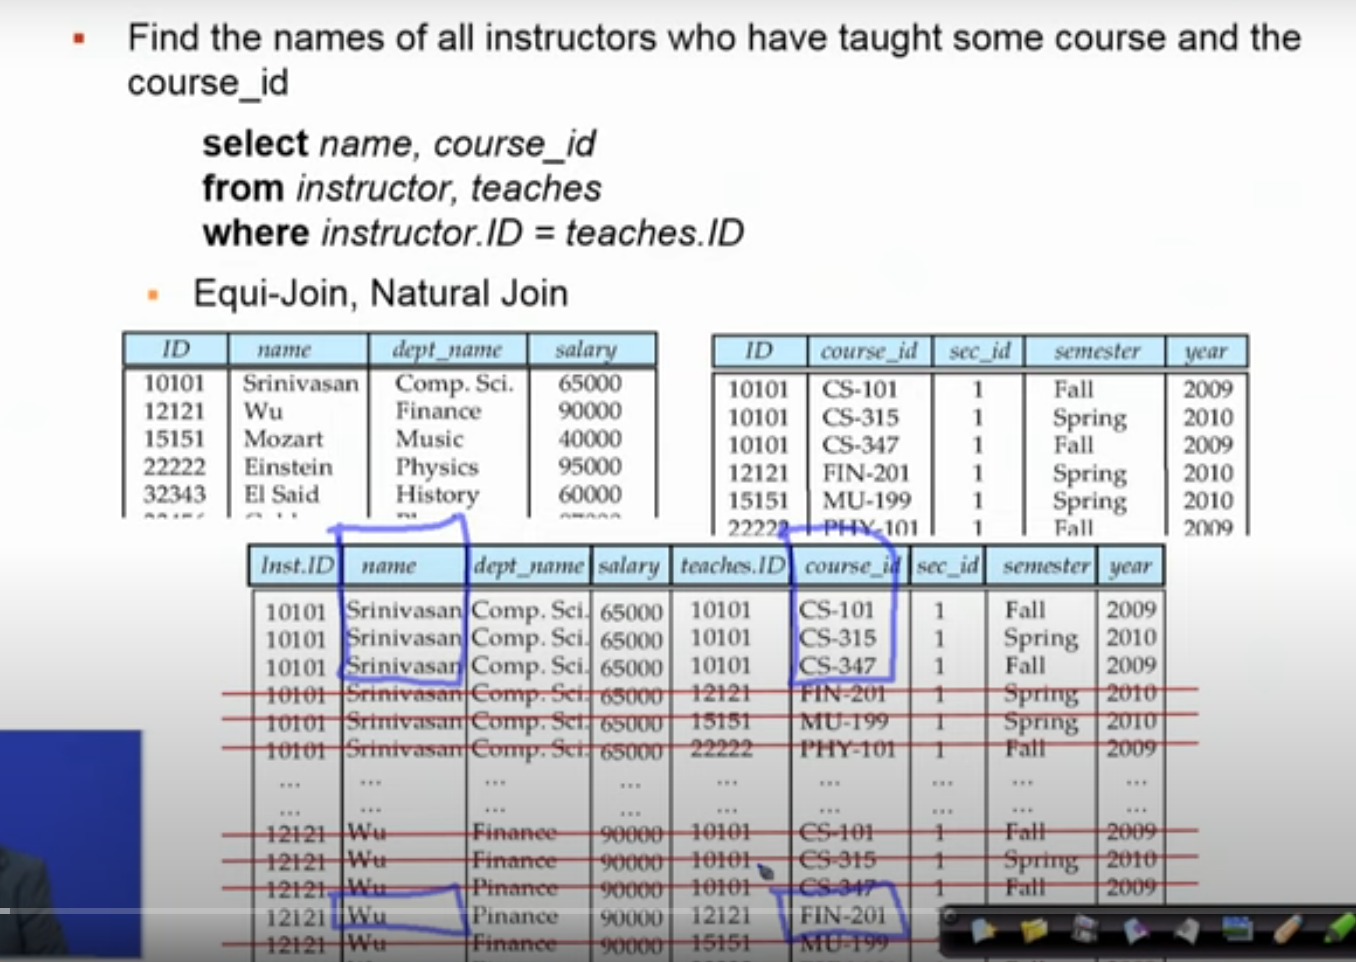 Find the names of all instructors who have taught some course and the
course_id
select name, course_id
from instructor, teaches
where instructor.ID = teaches.ID
Equi-Join, Natural Join
ID name dept_name salary
10101 Srinivasan Comp. Sci. 65000
12121 Wu Finance 90000
15151 Mozart Music 40000
22222 Einstein Physics 95000
32343 El Said History 60000
ID course_id sec_id semester year
10101 CS-101 1 Fall 2009
10101 CS-315 1 Spring 2010
10101 CS-347 1 Fall 2009
12121 FIN-201 1 Spring 2010
15151 MU-199 1 Spring 2010
22222 PHY-101 1 Fall 2009
Inst.ID name dept_name salary teaches.ID course_id sec_id semester year
10101 Srinivasan Comp. Sci. 65000 10101 CS-101 1 Fall 2009
10101 Srinivasan Comp. Sci. 65000 10101 CS-315 1 Spring 2010
10101 Srinivasan Comp. Sci. 65000 10101 CS-347 1 Fall 2009
10101 Srinivasan Comp. Sci. 65000 12121 FIN-201 1 Spring 2010
10101 Srinivasan Comp. Sci. 65000 15151 MU-199 1 Spring 2010
10101 Srinivasan Comp. Sci. 65000 22222 PHY-101 1 Fall 2009
... ... ... ... ... ... ... ... ...
... ... ... ... ... ... ... ... ...
12121 Wu Finance 90000 10101 CS-101 1 Fall 2009
12121 Wu Finance 90000 10101 CS-315 1 Spring 2010
12121 Wu Pinance 90000 10101 CS-347 1 Fall 2009
12121 Wu Pinance 90000 12121 FIN-201
12121 Wu Finance 90000 15151 MU-199